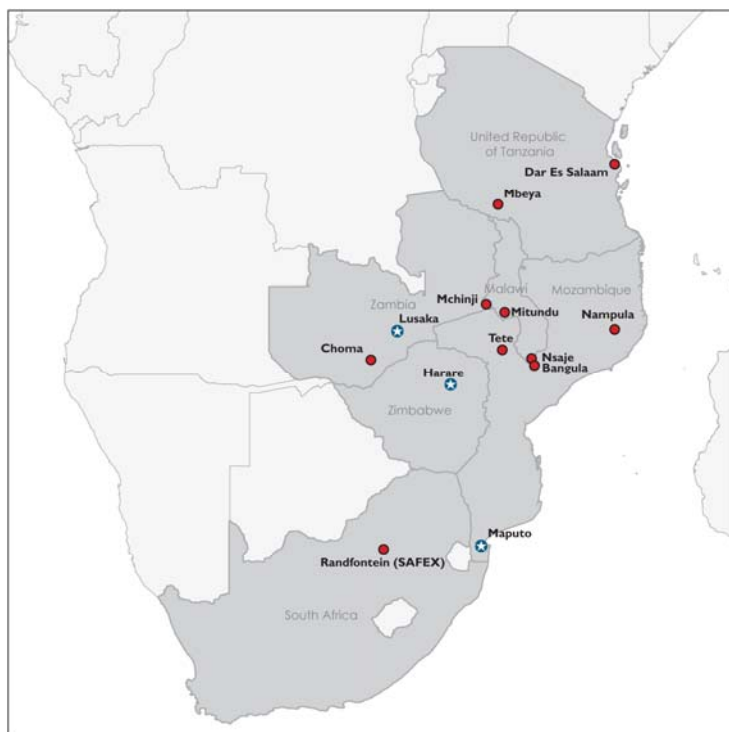 United Republic
of Tanzania
Dar Es Salaam
Mbeya
Mchinji
Malawi
Mozambique
Zambia
Mitundu
Nampula
Lusaka
Tete
Choma
Nsaje
Bangula
Harare
Zimbabwe
Maputo
Randfontein (SAFEX)
South Africa